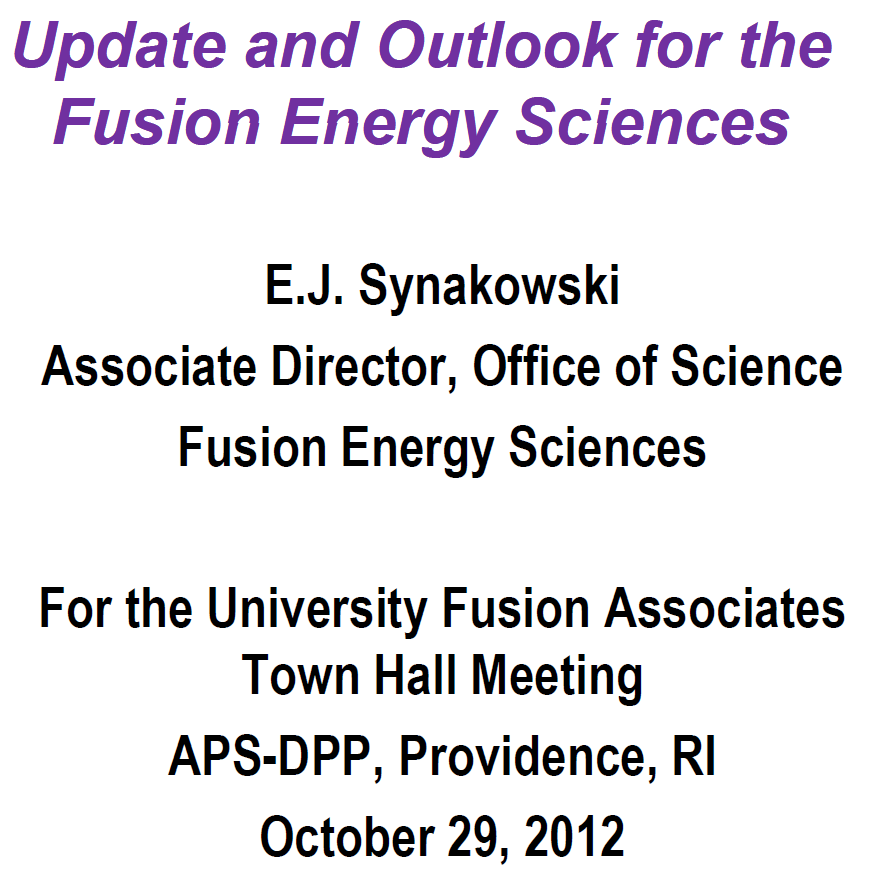 Update and Outlook for the
Fusion Energy Sciences
E.J. Synakowski
Associate Director, Office of Science
Fusion Energy Sciences
For the University Fusion Associates
Town Hall Meeting
APS-DPP, Providence, RI
October 29, 2012